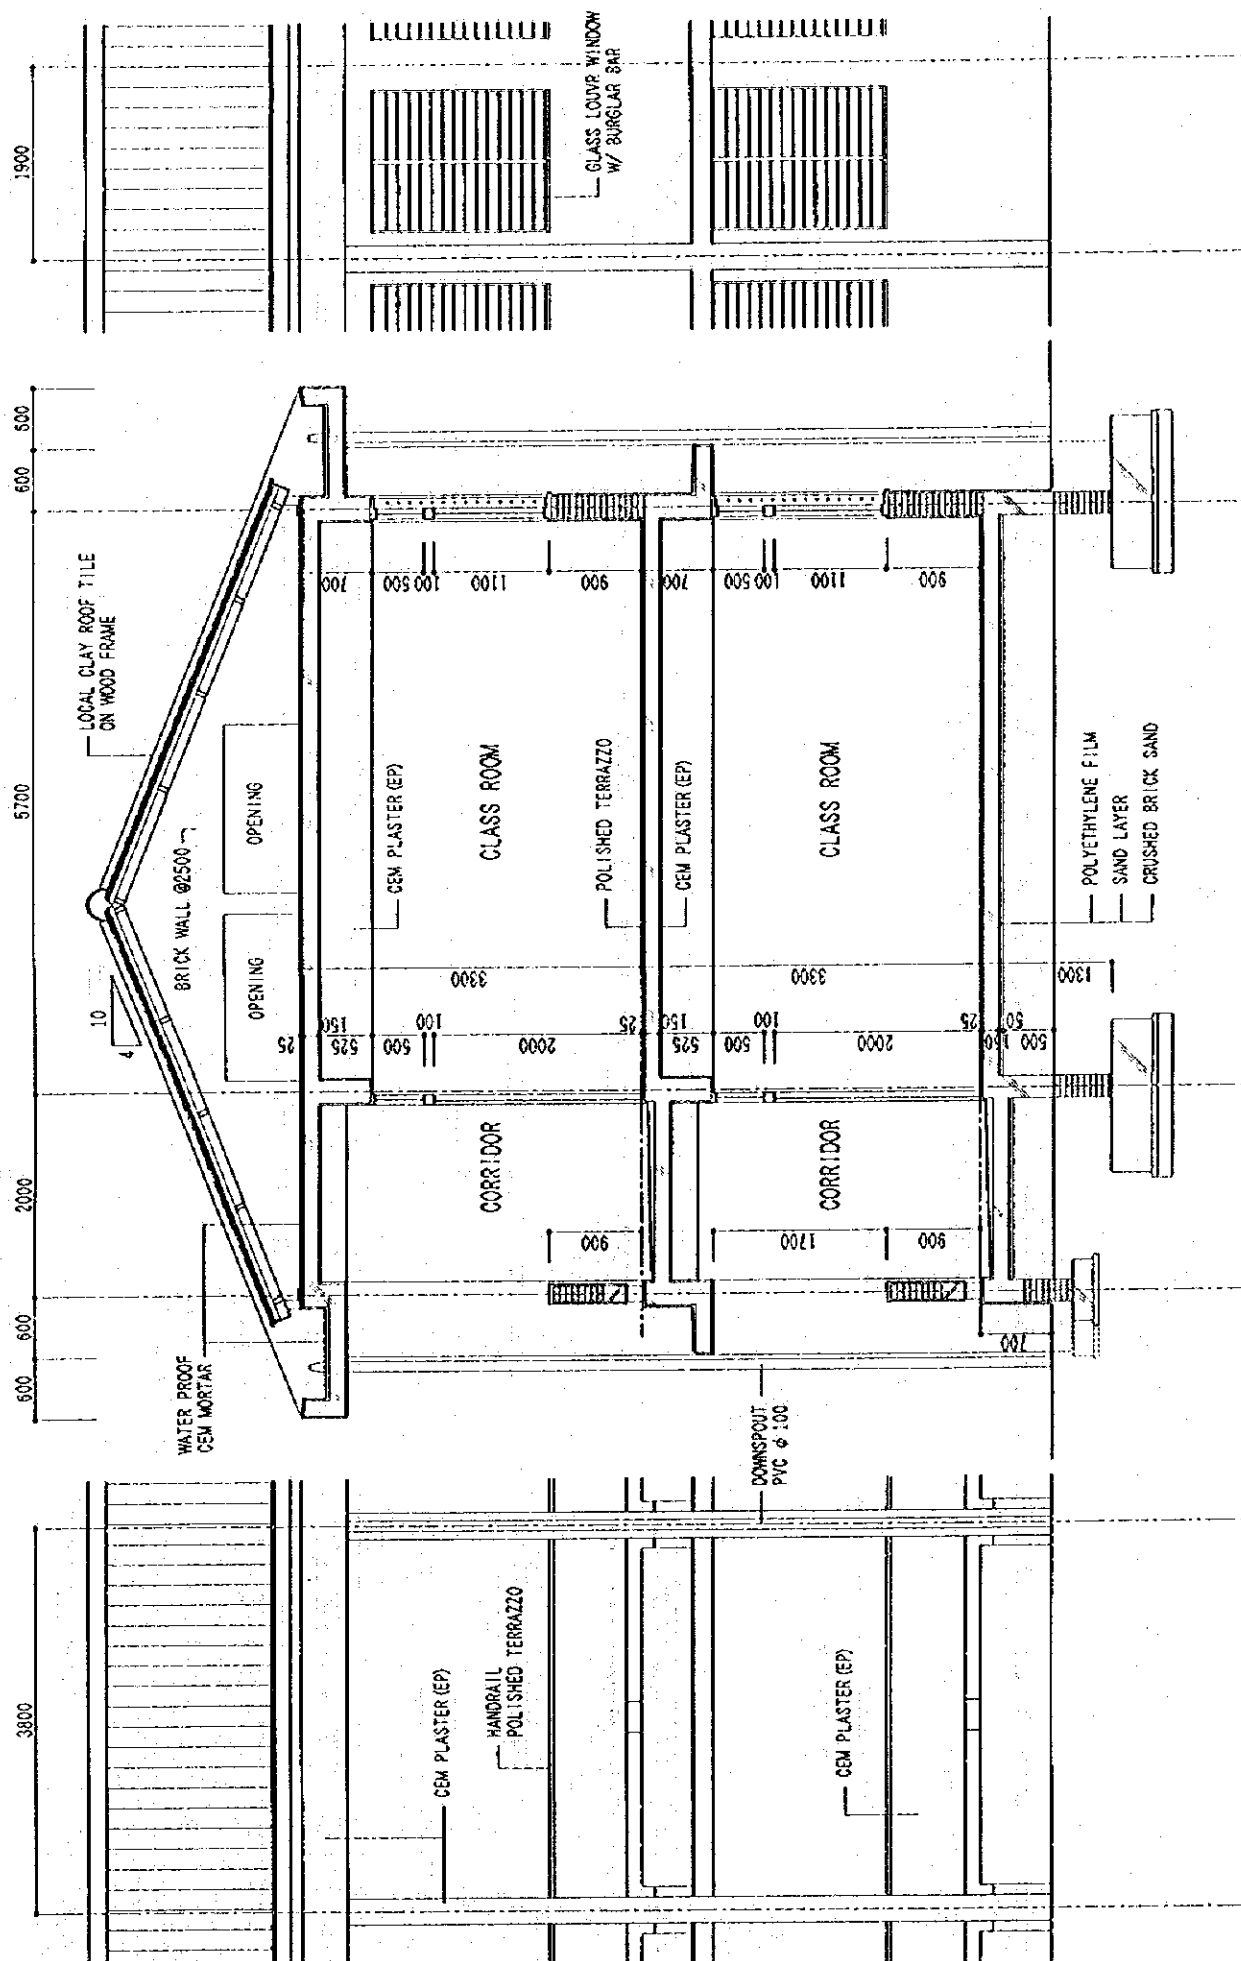 3800
600
600
2000
5700
600
600
1900
10
4
LOCAL CLAY ROOF TILE
ON WOOD FRAME
WATER PROOF
CEM MORTAR
BRICK WALL @2500
OPENING
OPENING
25
150
525
500
100
2000
25
150
525
500
100
2000
25
150
50
500
3300
3300
1300
700
500
100
1100
900
700
500
100
1100
900
CEM PLASTER (EP)
CLASS ROOM
CORRIDOR
900
POLISHED TERRAZZO
CEM PLASTER (EP)
CLASS ROOM
CORRIDOR
1700
900
700
GLASS LOUVR WINDOW
W/ BURGLAR BAR
CEM PLASTER (EP)
HANDRAIL
POLISHED TERRAZZO
DOWNSPOUT
PVC φ 100
CEM PLASTER (EP)
POLYETHYLENE FILM
SAND LAYER
CRUSHED BRICK SAND